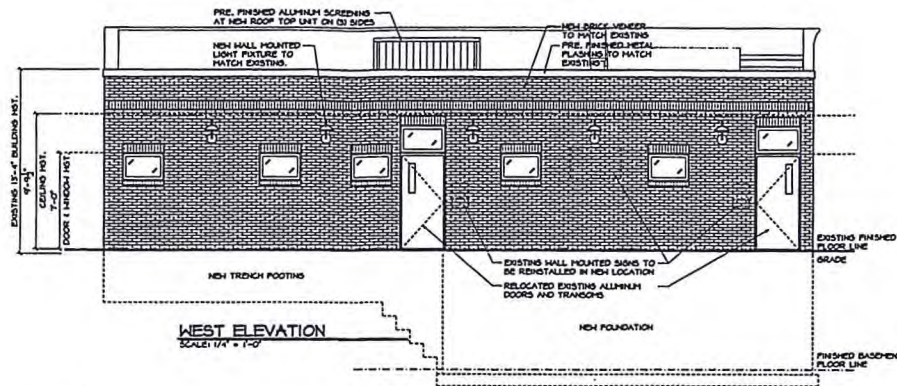 PRE. FINISHED ALUMINUM SCREENING
AT NEW ROOF TOP UNIT ON (3) SIDES
NEW WALL MOUNTED
LIGHT FIXTURE TO
MATCH EXISTING.
NEW BRICK VENEER
TO MATCH EXISTING
PRE. FINISHED METAL
FLASHING TO MATCH
EXISTING
EXISTING 13'-4" BUILDING HGT.
CEILING HGT.
7'-0"
DOOR & WINDOW HGT.
EXISTING FINISHED
FLOOR LINE
GRADE
EXISTING WALL MOUNTED SIGNS TO
BE REINSTALLED IN NEW LOCATION
RELOCATED EXISTING ALUMINUM
DOORS AND TRANSOMS
NEW TRENCH FOOTING
NEW FOUNDATION
WEST ELEVATION
SCALE: 1/4" = 1'-0"
FINISHED BASEMEN
FLOOR LINE